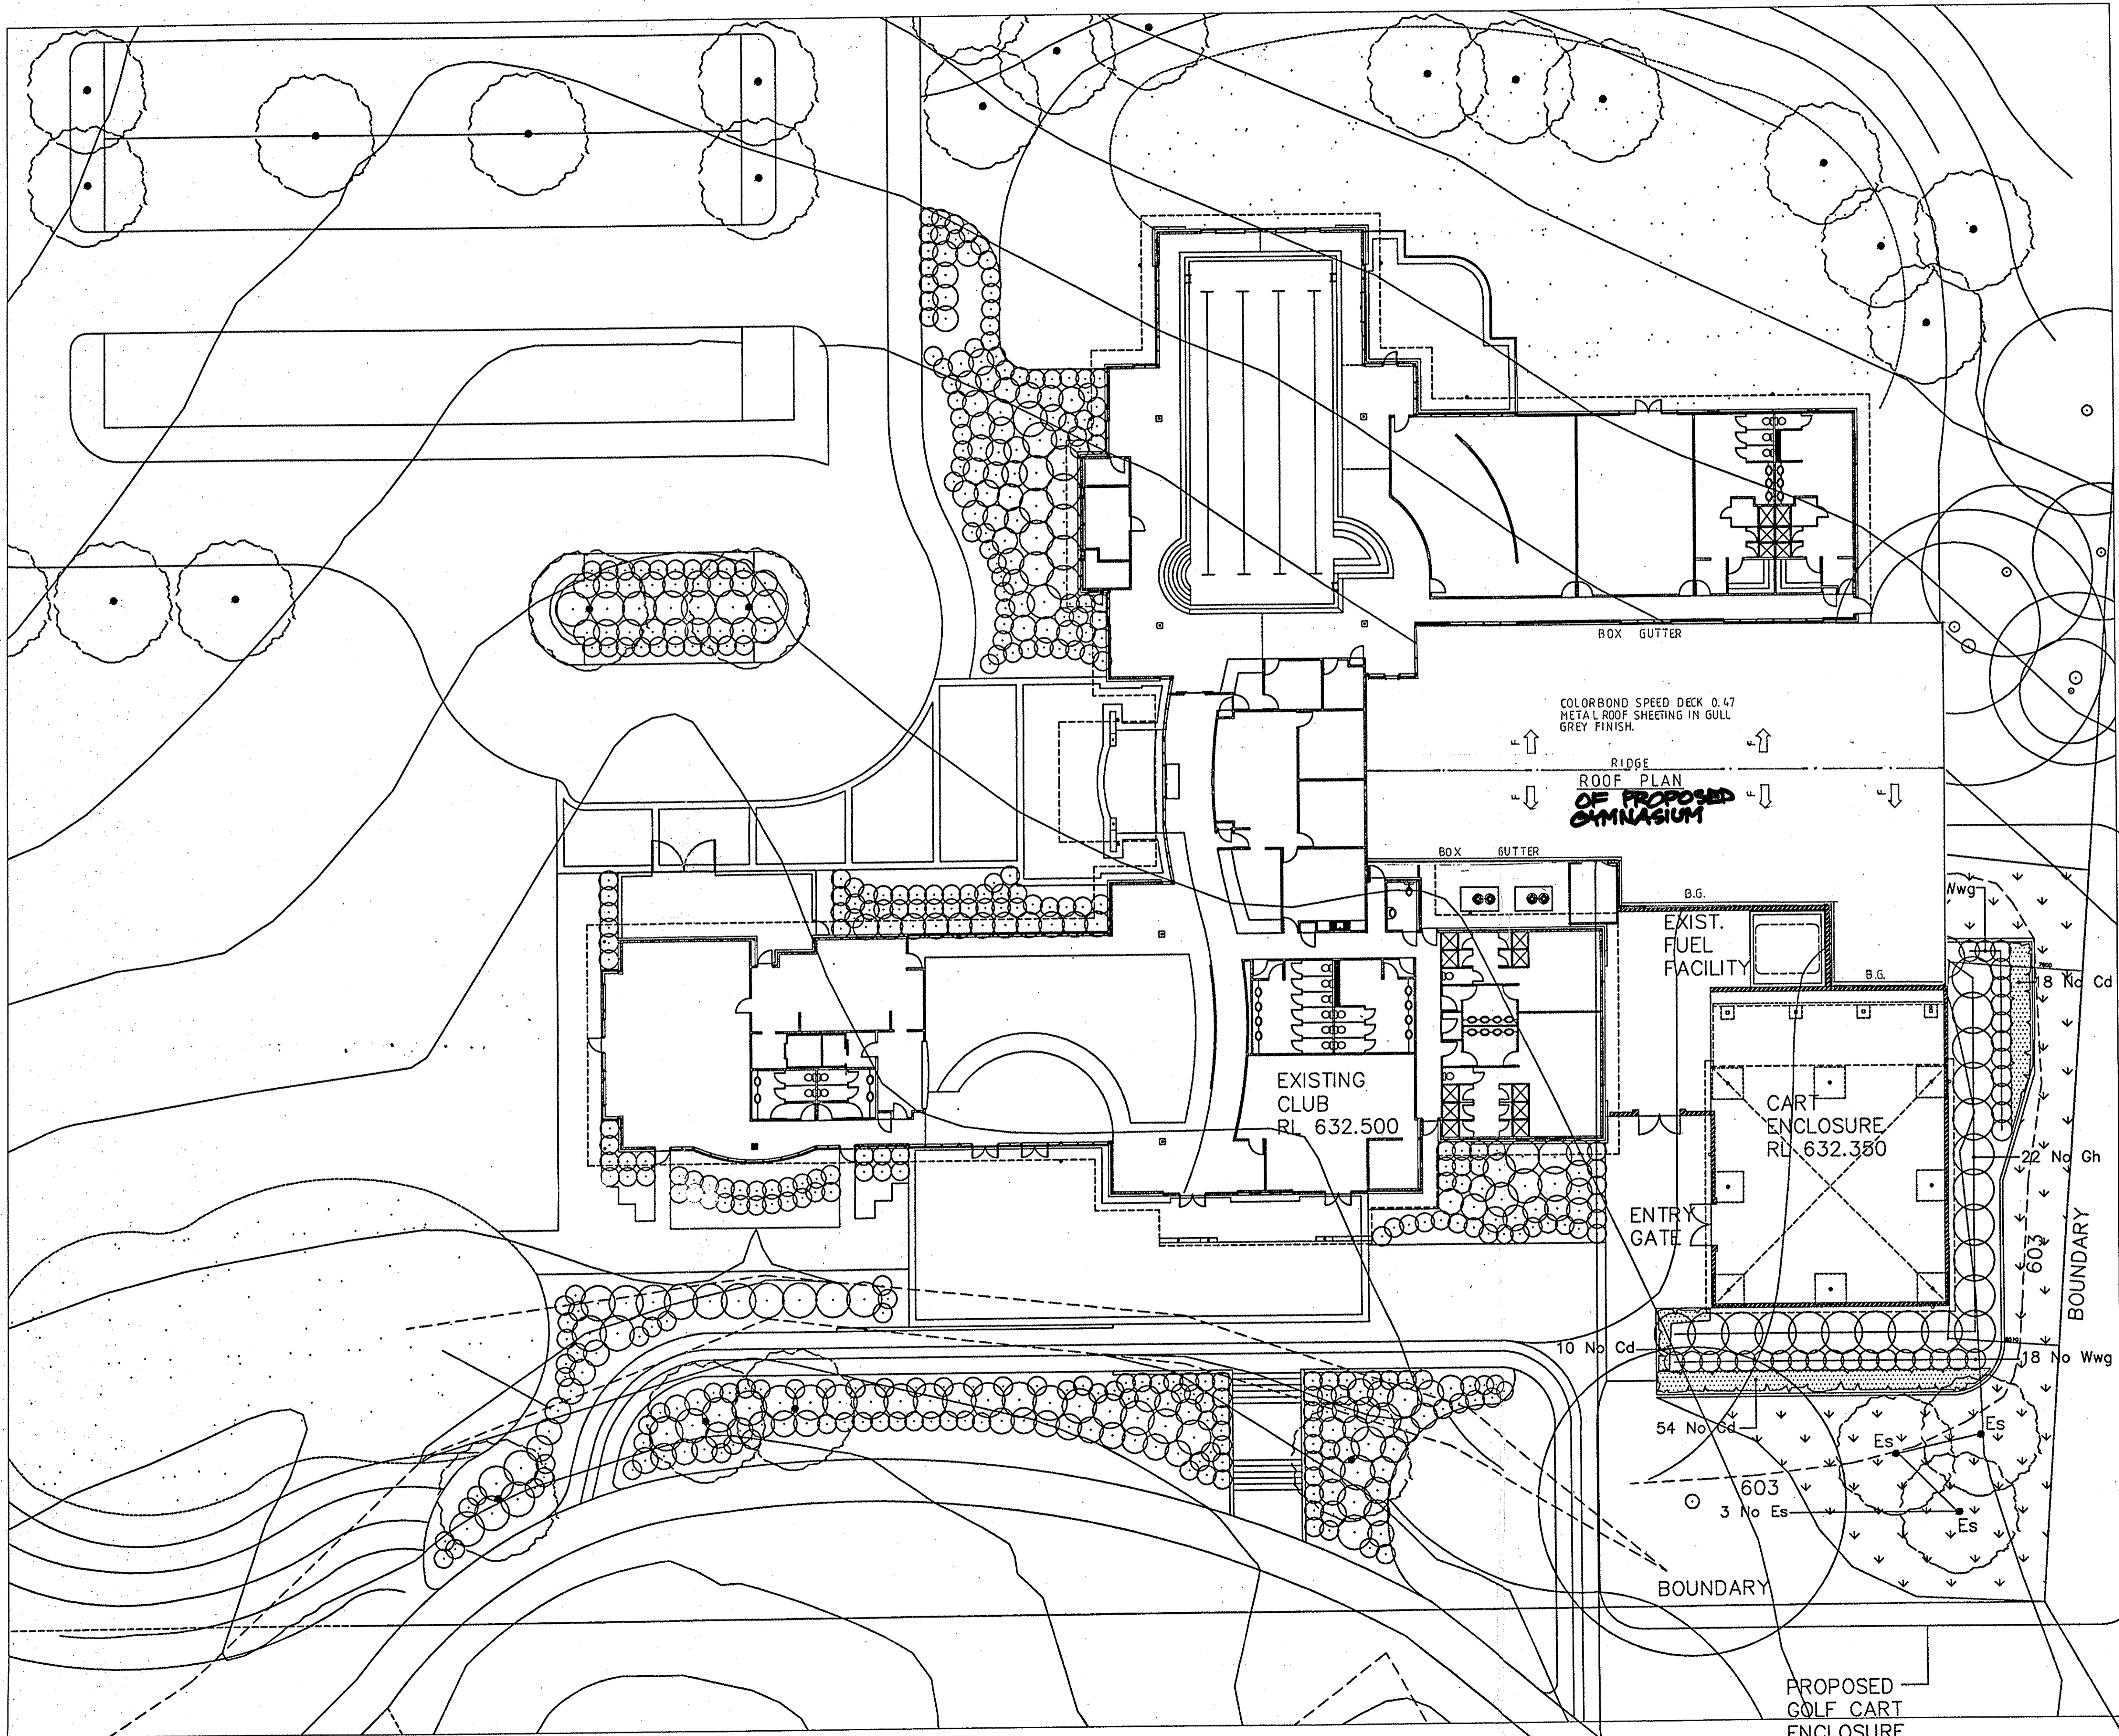 BOX GUTTER
COLORBOND SPEED DECK 0.47
METAL ROOF SHEETING IN GULL
GREY FINISH.
F
F
RIDGE
ROOF PLAN
OF PROPOSED
GYMNASIUM
F
F
F
BOX GUTTER
B.G.
EXIST.
FUEL
FACILITY
B.G.
Wwg
18 No Cd
EXISTING
CLUB
RL 632.500
CART
ENCLOSURE
RL 632.350
22 No Gh
ENTRY
GATE
603
BOUNDARY
10 No Cd
18 No Wwg
54 No Cd
Es
Es
603
3 No Es
Es
BOUNDARY
PROPOSED
GOLF CART
ENCLOSURE